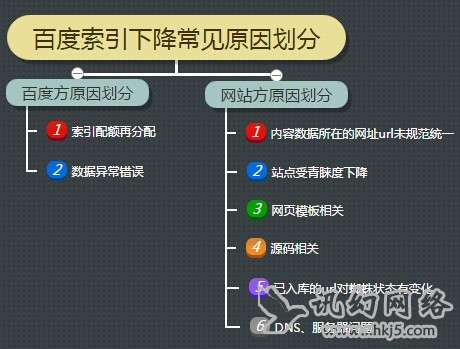 百度索引下降常见原因划分
百度方原因划分
网站方原因划分
1 索引配额再分配
2 数据异常错误
1 内容数据所在的网址url未规范统一
2 站点受青睐度下降
3 网页模板相关
4 源码相关
5 已入库的url对蜘蛛状态有变化
6 DNS、服务器问题
讯幻网络
www.hkj5.com